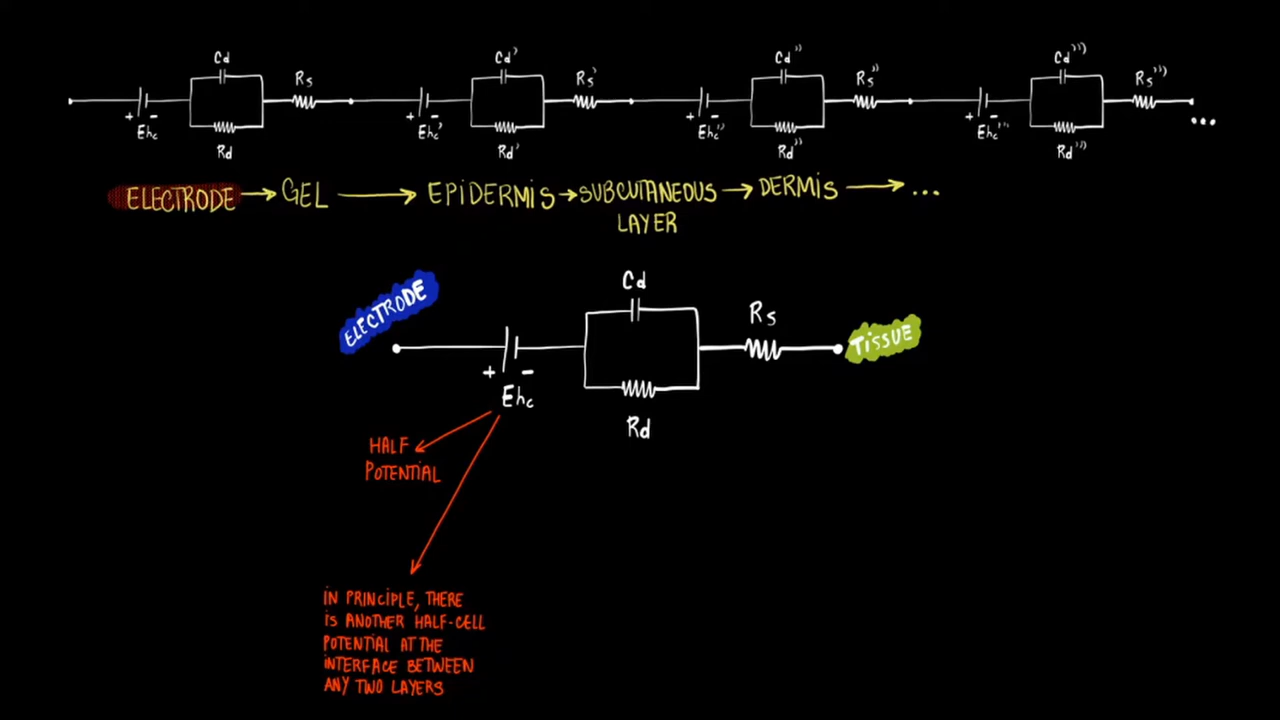 Cd Cd' Cd'' Cd'''
Rs Rs' Rs'' Rs'''
+ - + - + - + -
Ehc Ehc' Ehc'' Ehc''' ...
Rd Rd' Rd'' Rd'''
ELECTRODE → GEL → EPIDERMIS → SUBCUTANEOUS → DERMIS → ...
LAYER
Cd
ELECTRODE
Rs
TISSUE
+ -
Ehc
Rd
HALF
POTENTIAL
IN PRINCIPLE, THERE
IS ANOTHER HALF-CELL
POTENTIAL AT THE
INTERFACE BETWEEN
ANY TWO LAYERS